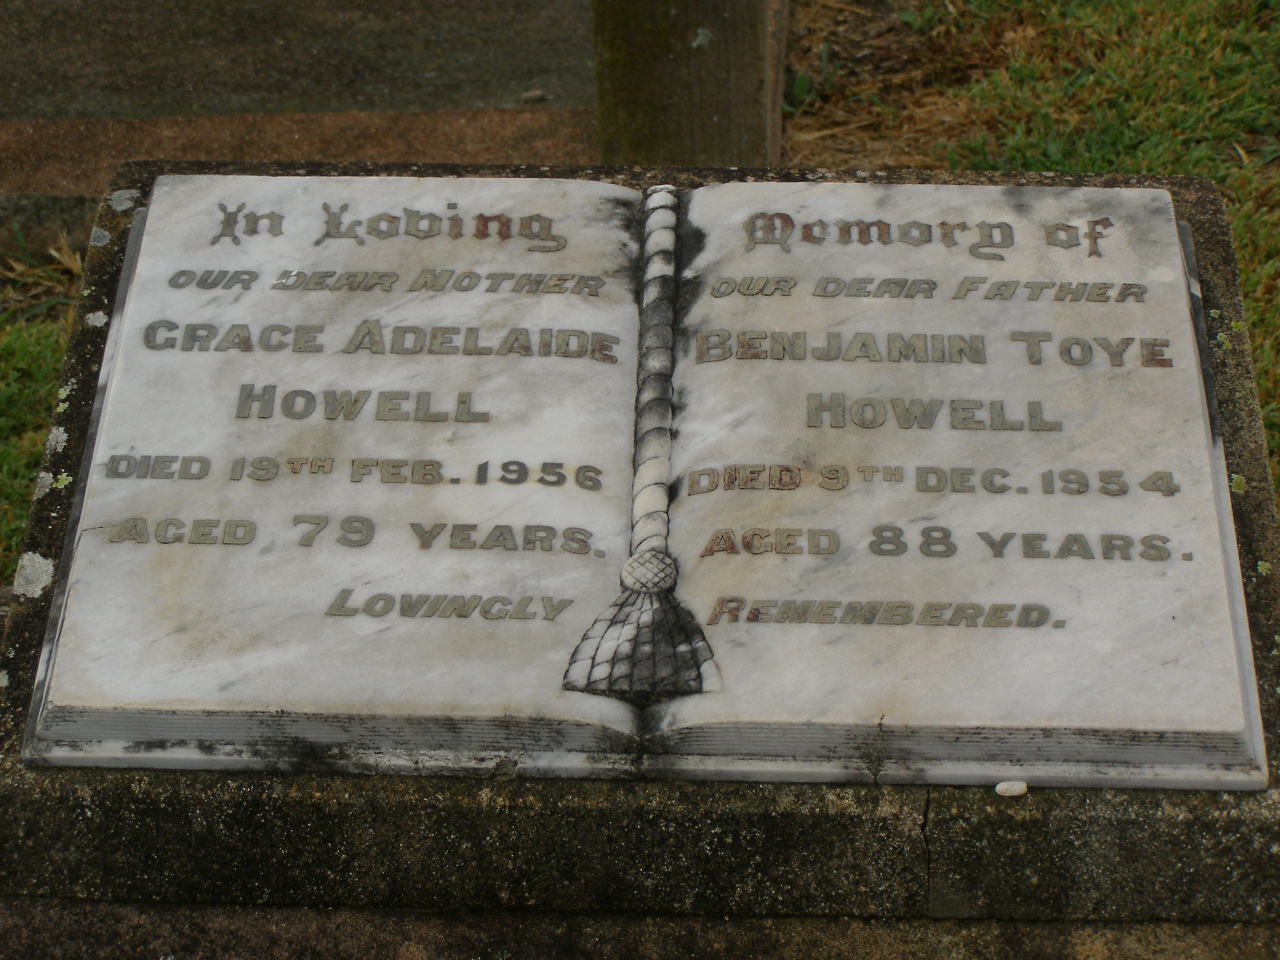 In Loving
OUR DEAR MOTHER
GRACE ADELAIDE
HOWELL
DIED 19TH FEB. 1956
AGED 79 YEARS.
LOVINGLY
Memory of
OUR DEAR FATHER
BENJAMIN TOYE
HOWELL
DIED 9TH DEC. 1954
AGED 88 YEARS.
REMEMBERED.